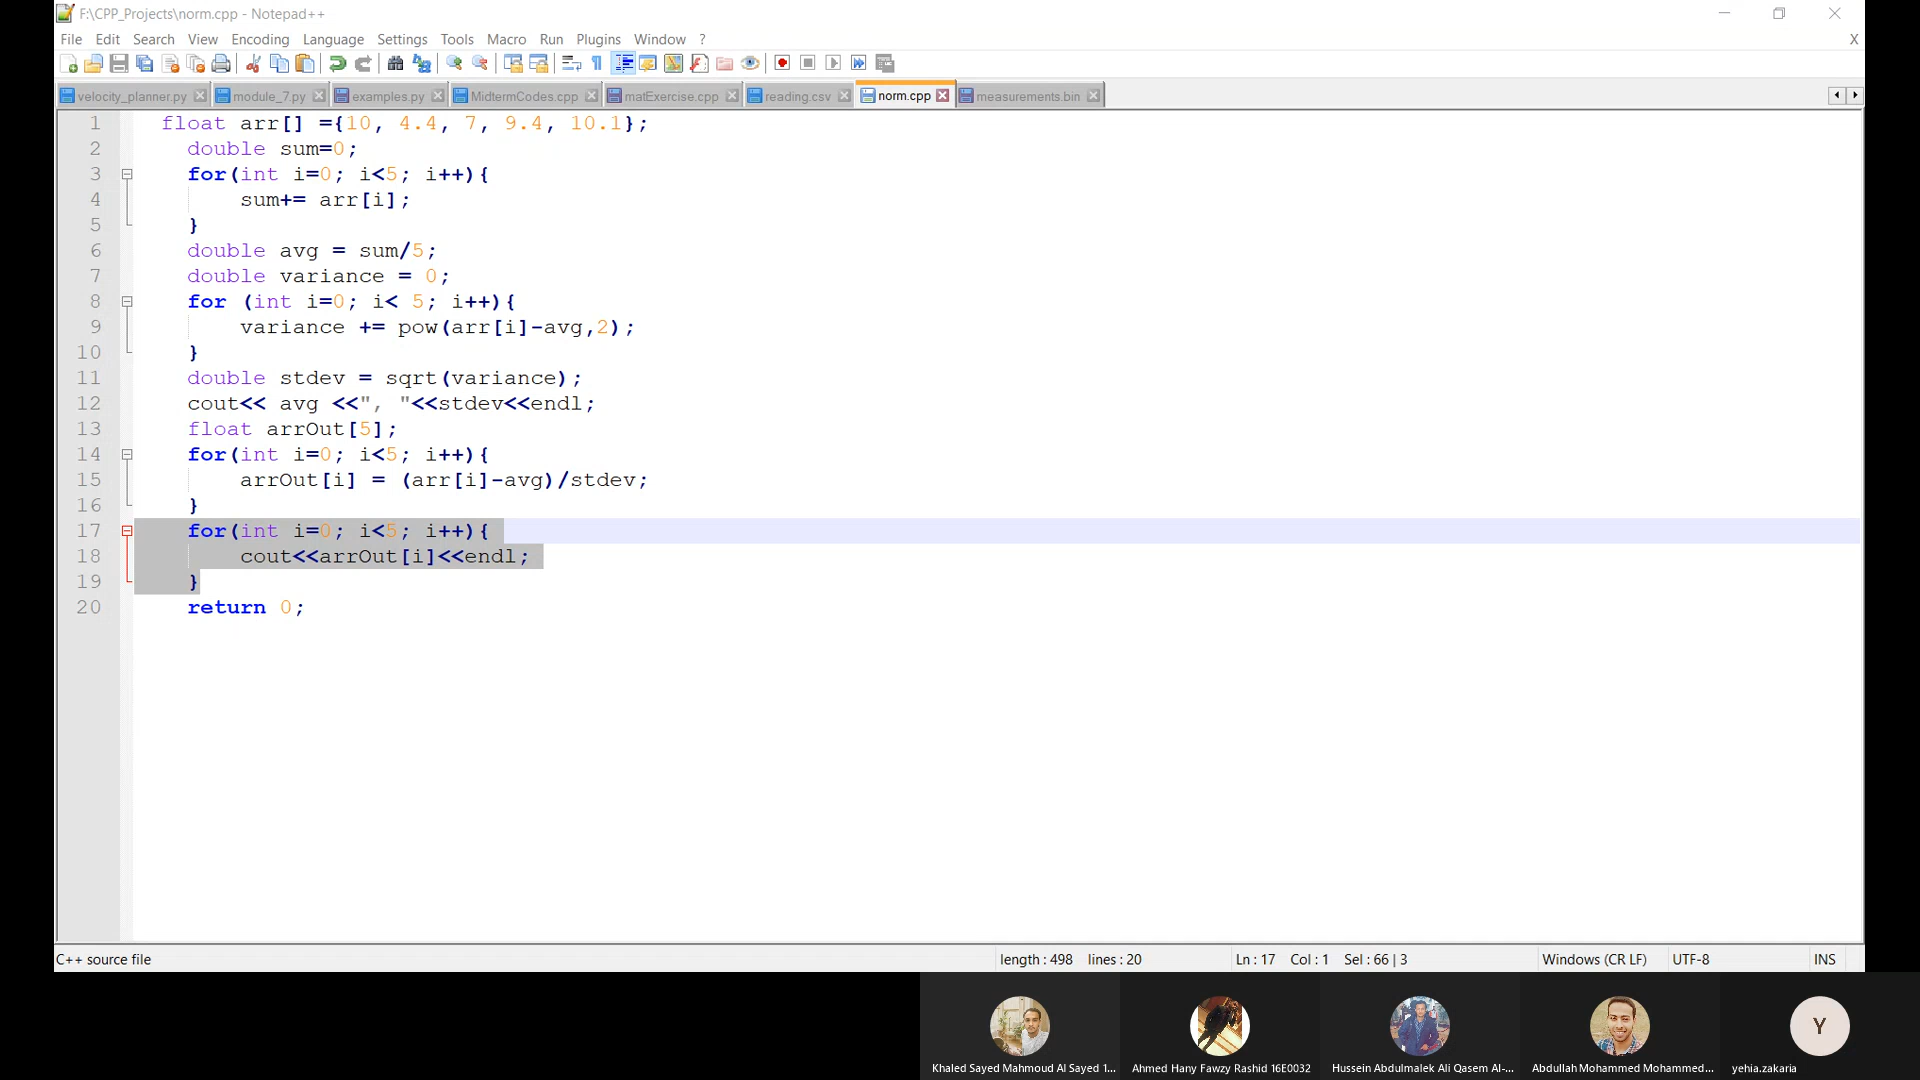 F:\CPP_Projects\norm.cpp - Notepad++
File Edit Search View Encoding Language Settings Tools Macro Run Plugins Window ? X
velocity_planner.py module_7.py examples.py MidtermCodes.cpp matExercise.cpp reading.csv norm.cpp measurements.bin
1 float arr[] ={10, 4.4, 7, 9.4, 10.1};
2 double sum=0;
3 for(int i=0; i<5; i++){
4 sum+= arr[i];
5 }
6 double avg = sum/5;
7 double variance = 0;
8 for (int i=0; i< 5; i++){
9 variance += pow(arr[i]-avg,2);
10 }
11 double stdev = sqrt(variance);
12 cout<< avg <<", "<<stdev<<endl;
13 float arrOut[5];
14 for(int i=0; i<5; i++){
15 arrOut[i] = (arr[i]-avg)/stdev;
16 }
17 for(int i=0; i<5; i++){
18 cout<<arrOut[i]<<endl;
19 }
20 return 0;
C++ source file length : 498 lines : 20 Ln : 17 Col : 1 Sel : 66 | 3 Windows (CR LF) UTF-8 INS
Y
Khaled Sayed Mahmoud Al Sayed 1... Ahmed Hany Fawzy Rashid 16E0032 Hussein Abdulmalek Ali Qasem Al-... Abdullah Mohammed Mohammed... yehia.zakaria